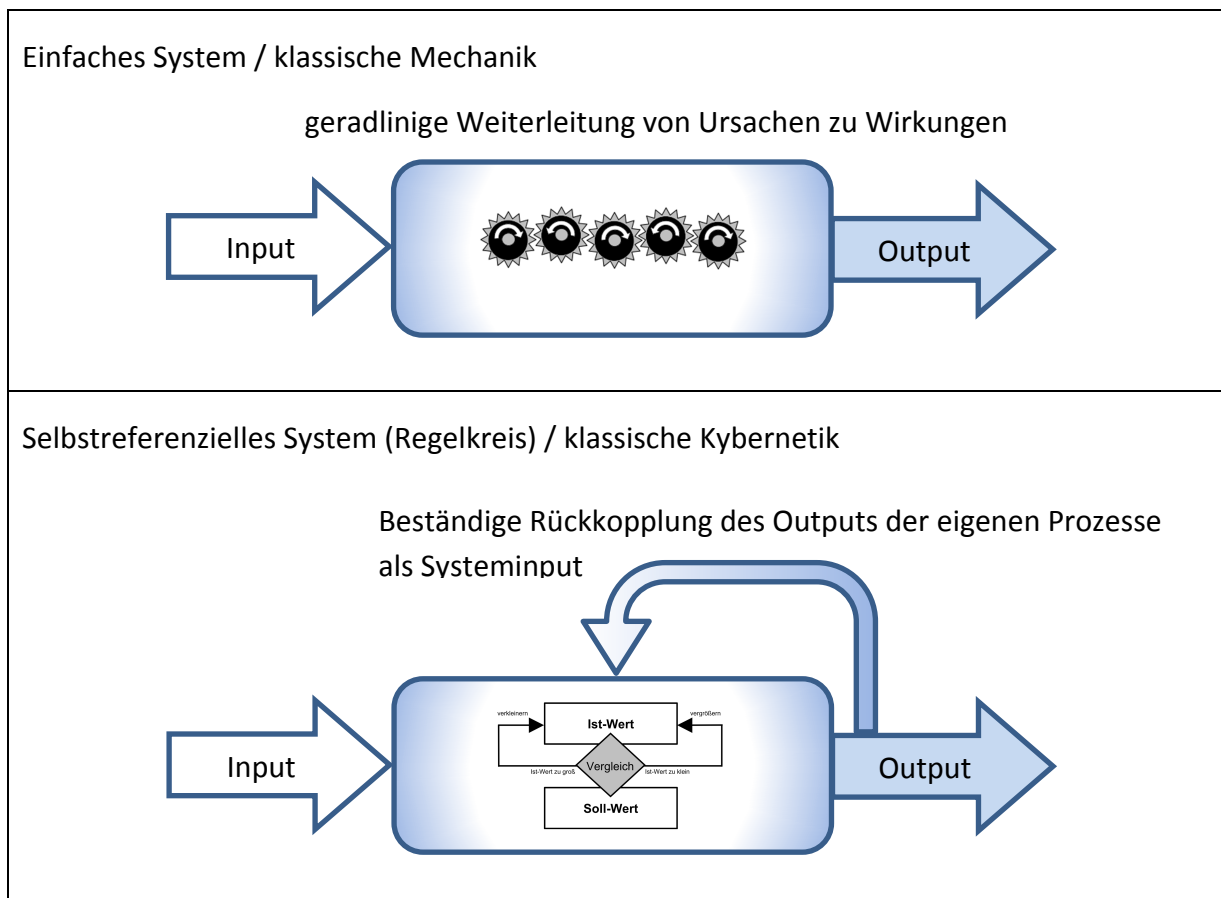 Einfaches System / klassische Mechanik
geradlinige Weiterleitung von Ursachen zu Wirkungen
Input
Output
Selbstreferenzielles System (Regelkreis) / klassische Kybernetik
Beständige Rückkopplung des Outputs der eigenen Prozesse
als Systeminput
verkleinern
vergrößern
Ist-Wert
Input
Ist-Wert zu groß
Vergleich
Ist-Wert zu klein
Output
Soll-Wert